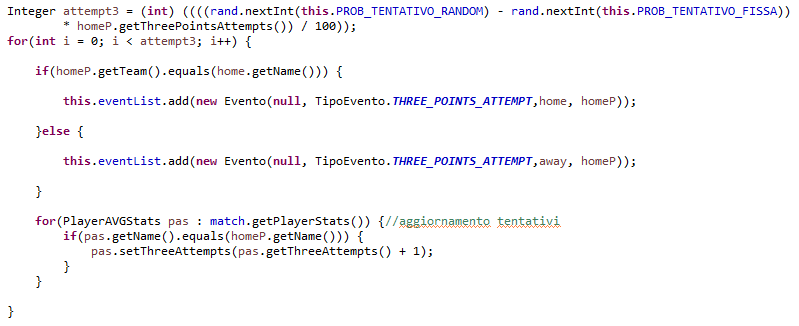 Integer attempt3 = (int) ((((rand.nextInt(this.PROB_TENTATIVO_RANDOM) - rand.nextInt(this.PROB_TENTATIVO_FISSA))
* homeP.getThreePointsAttempts()) / 100));
for(int i = 0; i < attempt3; i++) {
if(homeP.getTeam().equals(home.getName())) {
this.eventList.add(new Evento(null, TipoEvento.THREE_POINTS_ATTEMPT,home, homeP));
}else {
this.eventList.add(new Evento(null, TipoEvento.THREE_POINTS_ATTEMPT,away, homeP));
}
for(PlayerAVGStats pas : match.getPlayerStats()) {//aggiornamento tentativi
if(pas.getName().equals(homeP.getName())) {
pas.setThreeAttempts(pas.getThreeAttempts() + 1);
}
}
}